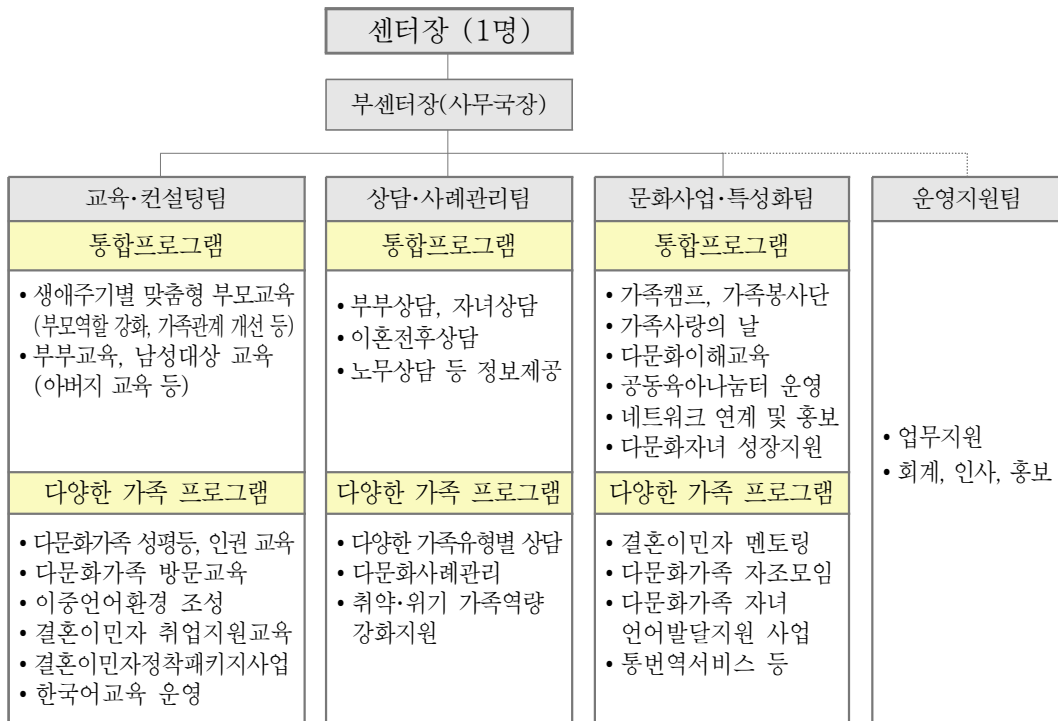 센터장 (1명)
부센터장(사무국장)
교육·컨설팅팀
통합프로그램
• 생애주기별 맞춤형 부모교육
(부모역할 강화, 가족관계 개선 등)
• 부부교육, 남성대상 교육
(아버지 교육 등)
다양한 가족 프로그램
• 다문화가족 성평등, 인권 교육
• 다문화가족 방문교육
• 이중언어환경 조성
• 결혼이민자 취업지원교육
• 결혼이민자정착패키지사업
• 한국어교육 운영
상담·사례관리팀
통합프로그램
• 부부상담, 자녀상담
• 이혼전후상담
• 노무상담 등 정보제공
다양한 가족 프로그램
• 다양한 가족유형별 상담
• 다문화사례관리
• 취약·위기 가족역량
강화지원
문화사업·특성화팀
통합프로그램
• 가족캠프, 가족봉사단
• 가족사랑의 날
• 다문화이해교육
• 공동육아나눔터 운영
• 네트워크 연계 및 홍보
• 다문화자녀 성장지원
다양한 가족 프로그램
• 결혼이민자 멘토링
• 다문화가족 자조모임
• 다문화가족 자녀
언어발달지원 사업
• 통번역서비스 등
운영지원팀
• 업무지원
• 회계, 인사, 홍보